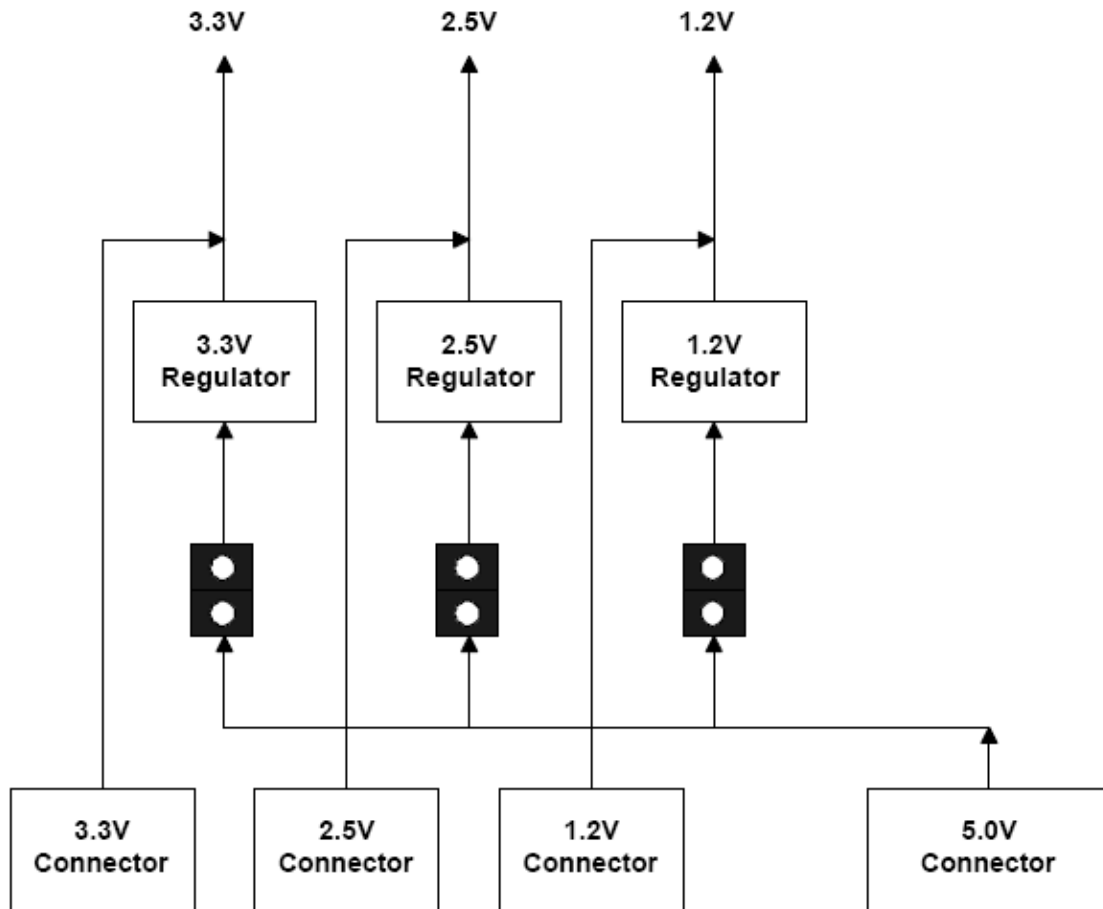 3.3V
2.5V
1.2V
3.3V
Regulator
2.5V
Regulator
1.2V
Regulator
3.3V
Connector
2.5V
Connector
1.2V
Connector
5.0V
Connector